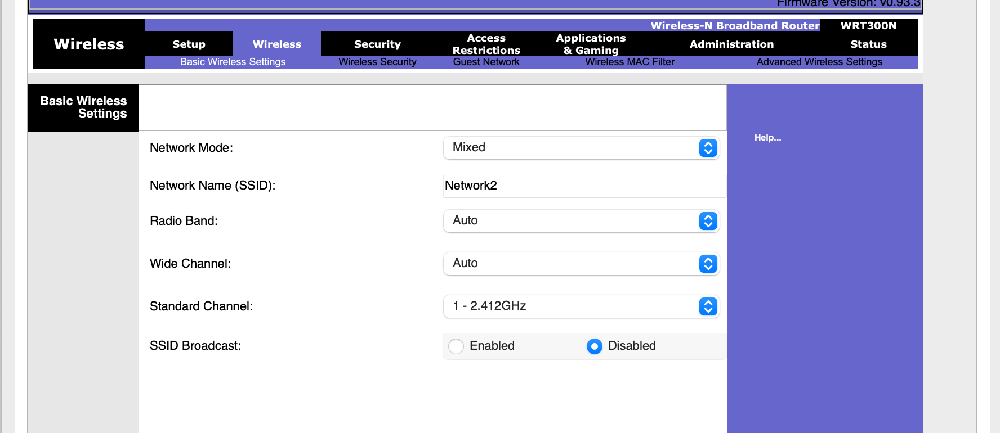 Firmware Version: v0.93.3
Wireless-N Broadband Router WRT300N
Wireless
Setup Wireless Security Access Restrictions Applications & Gaming Administration Status
Basic Wireless Settings Wireless Security Guest Network Wireless MAC Filter Advanced Wireless Settings
Basic Wireless
Settings
Help...
Network Mode: Mixed
Network Name (SSID): Network2
Radio Band: Auto
Wide Channel: Auto
Standard Channel: 1 - 2.412GHz
SSID Broadcast: Enabled Disabled